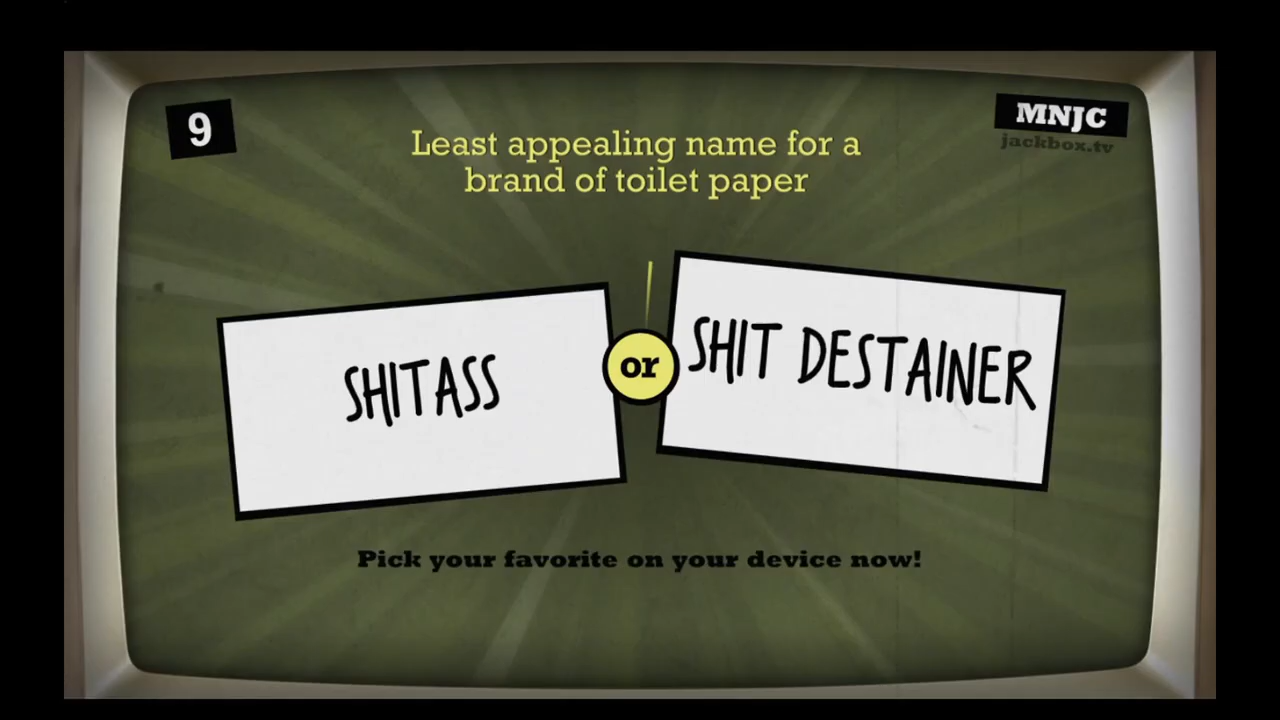 9
MNJC
jackbox.tv
Least appealing name for a
brand of toilet paper
SHITASS
or
SHIT DESTAINER
Pick your favorite on your device now!